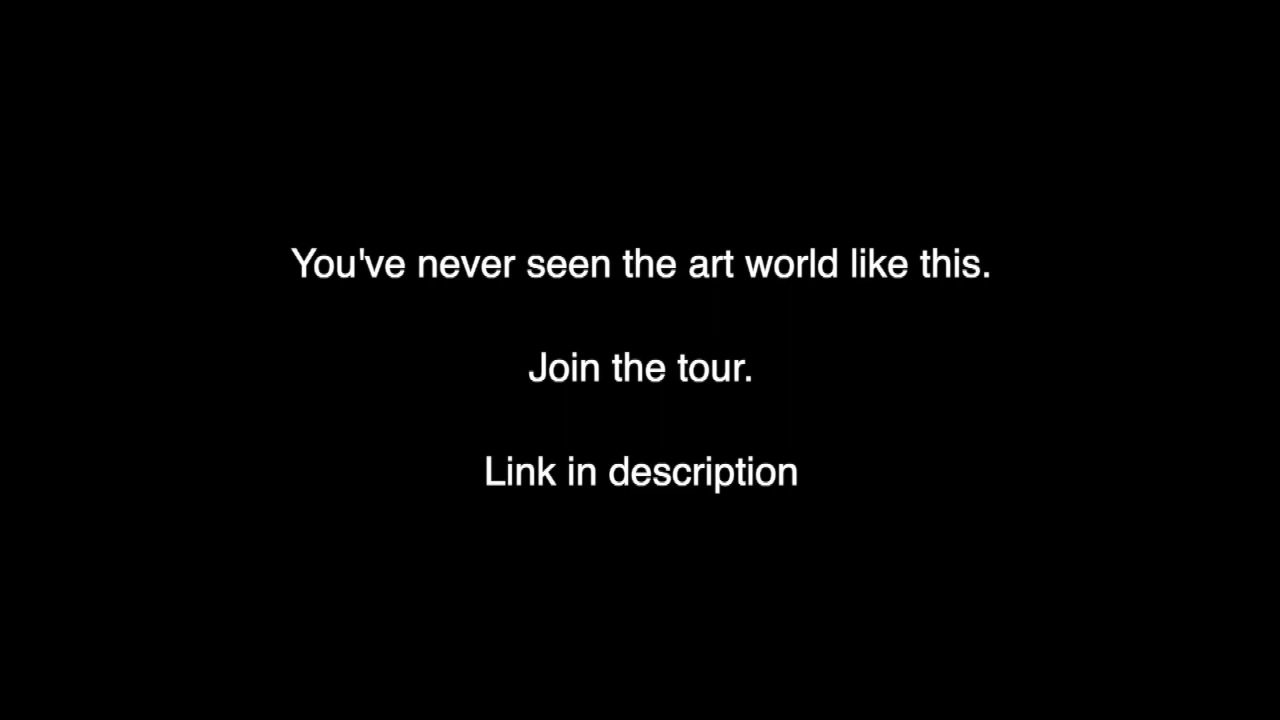 You've never seen the art world like this.
Join the tour.
Link in description